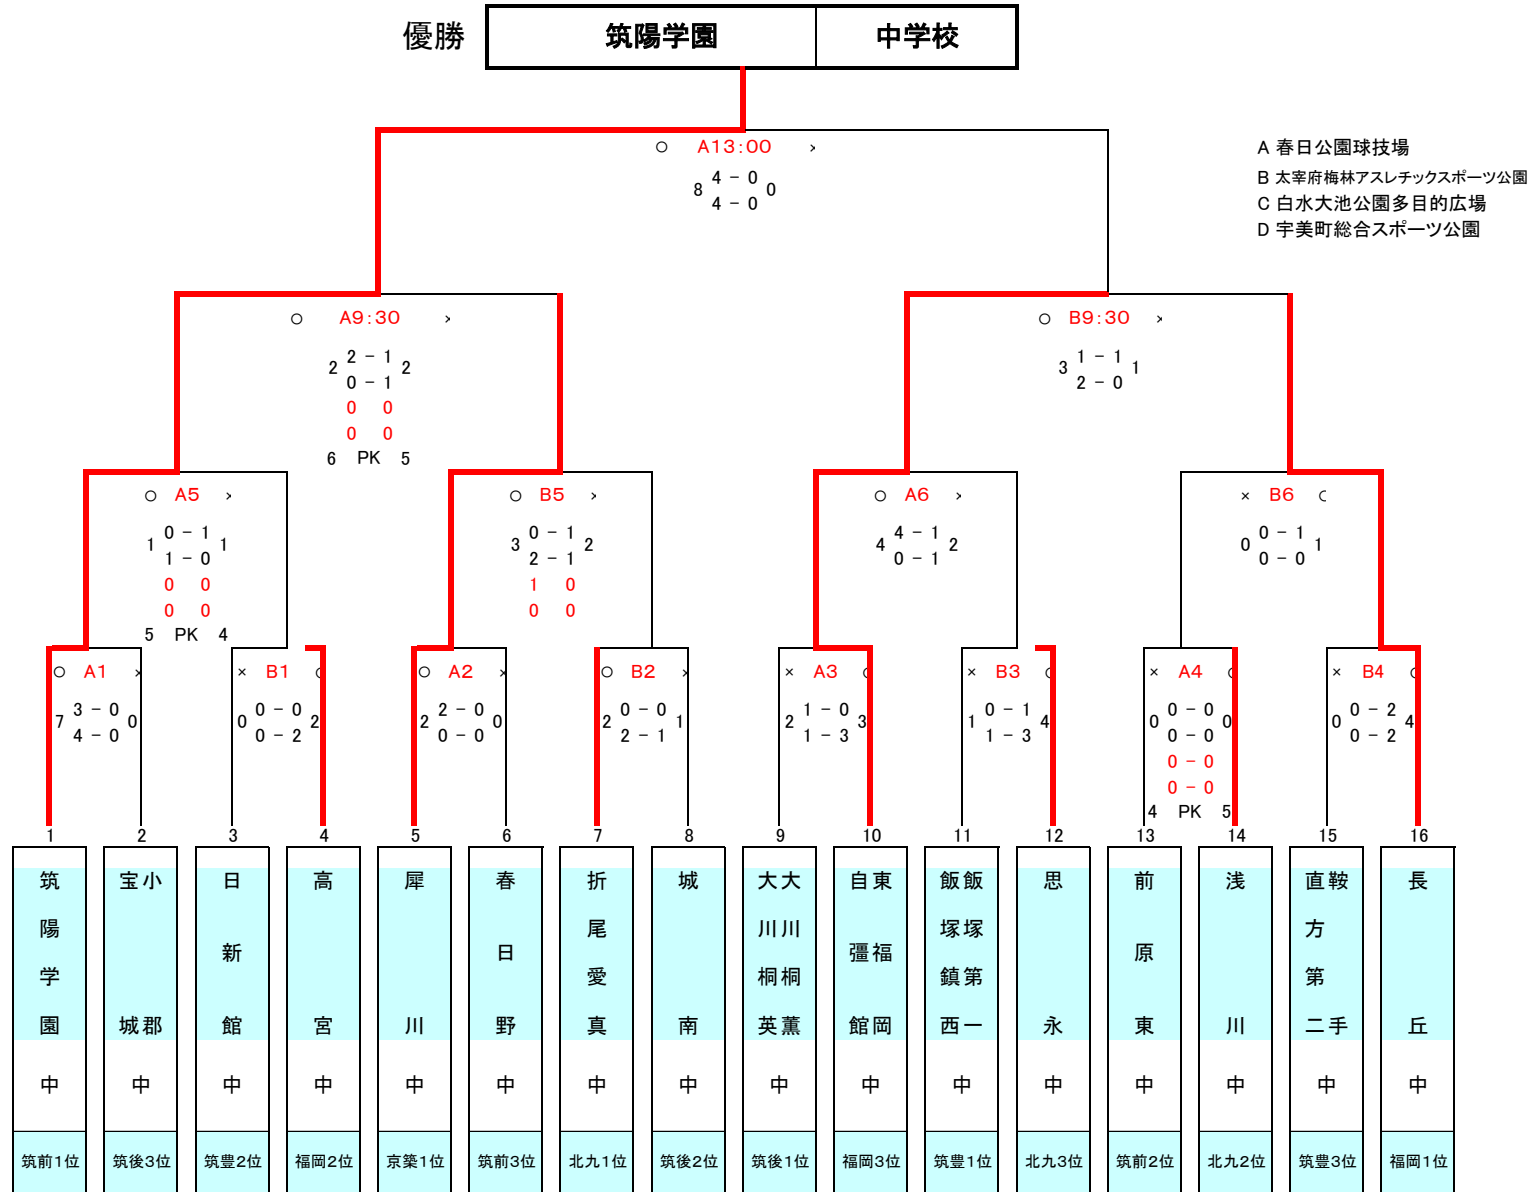 優勝 筑陽学園 中学校
○ A13:00 ×
4 - 0
8 0
4 - 0
A 春日公園球技場
B 太宰府梅林アスレチックスポーツ公園
C 白水大池公園多目的広場
D 宇美町総合スポーツ公園
○ A9:30 ×
2 - 1
2 2
0 - 1
0 0
0 0
6 PK 5
○ B9:30 ×
1 - 1
3 1
2 - 0
○ A5 ×
0 - 1
1 1
1 - 0
0 0
0 0
5 PK 4
○ B5 ×
0 - 1
3 2
2 - 1
1 0
0 0
○ A6 ×
4 - 1
4 2
0 - 1
× B6 ○
0 - 1
0 1
0 - 0
○ A1 ×
3 - 0
7 0
4 - 0
× B1 ○
0 - 0
0 2
0 - 2
○ A2 ×
2 - 0
2 0
0 - 0
○ B2 ×
0 - 0
2 1
2 - 1
× A3 ○
1 - 0
2 3
1 - 3
× B3 ○
0 - 1
1 4
1 - 3
× A4 ○
0 - 0
0 0
0 - 0
0 - 0
0 - 0
4 PK 5
× B4 ○
0 - 2
0 4
0 - 2
1 2 3 4 5 6 7 8 9 10 11 12 13 14 15 16
筑陽学園
中
筑前1位
小郡
宝城
中
筑後3位
日新館
中
筑豊2位
高宮
中
福岡2位
犀川
中
京築1位
春日野
中
筑前3位
折尾愛真
中
北九1位
城南
中
筑後2位
大川桐薫
大川桐英
中
筑後1位
東福岡
自彊館
中
福岡3位
飯塚第一
飯塚鎮西
中
筑豊1位
思永
中
北九3位
前原東
中
筑前2位
浅川
中
北九2位
鞍手
直方第二
中
筑豊3位
長丘
中
福岡1位